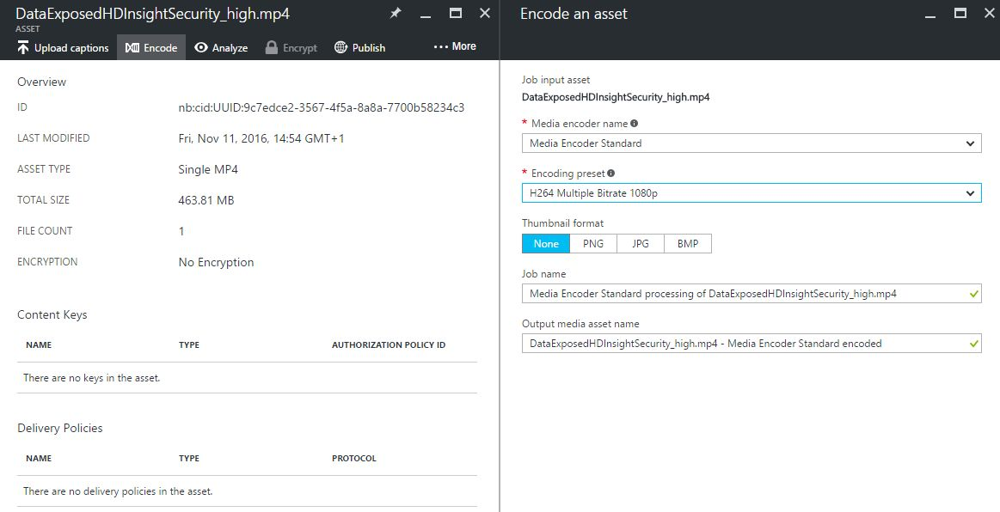 DataExposedHDInsightSecurity_high.mp4
ASSET
Upload captions Encode Analyze Encrypt Publish ••• More
Overview
ID nb:cid:UUID:9c7edce2-3567-4f5a-8a8a-7700b58234c3
LAST MODIFIED Fri, Nov 11, 2016, 14:54 GMT+1
ASSET TYPE Single MP4
TOTAL SIZE 463.81 MB
FILE COUNT 1
ENCRYPTION No Encryption
Content Keys
NAME TYPE AUTHORIZATION POLICY ID
There are no keys in the asset.
Delivery Policies
NAME TYPE PROTOCOL
There are no delivery policies in the asset.
Encode an asset
Job input asset
DataExposedHDInsightSecurity_high.mp4
* Media encoder name
Media Encoder Standard
* Encoding preset
H264 Multiple Bitrate 1080p
Thumbnail format
None PNG JPG BMP
Job name
Media Encoder Standard processing of DataExposedHDInsightSecurity_high.mp4
Output media asset name
DataExposedHDInsightSecurity_high.mp4 - Media Encoder Standard encoded